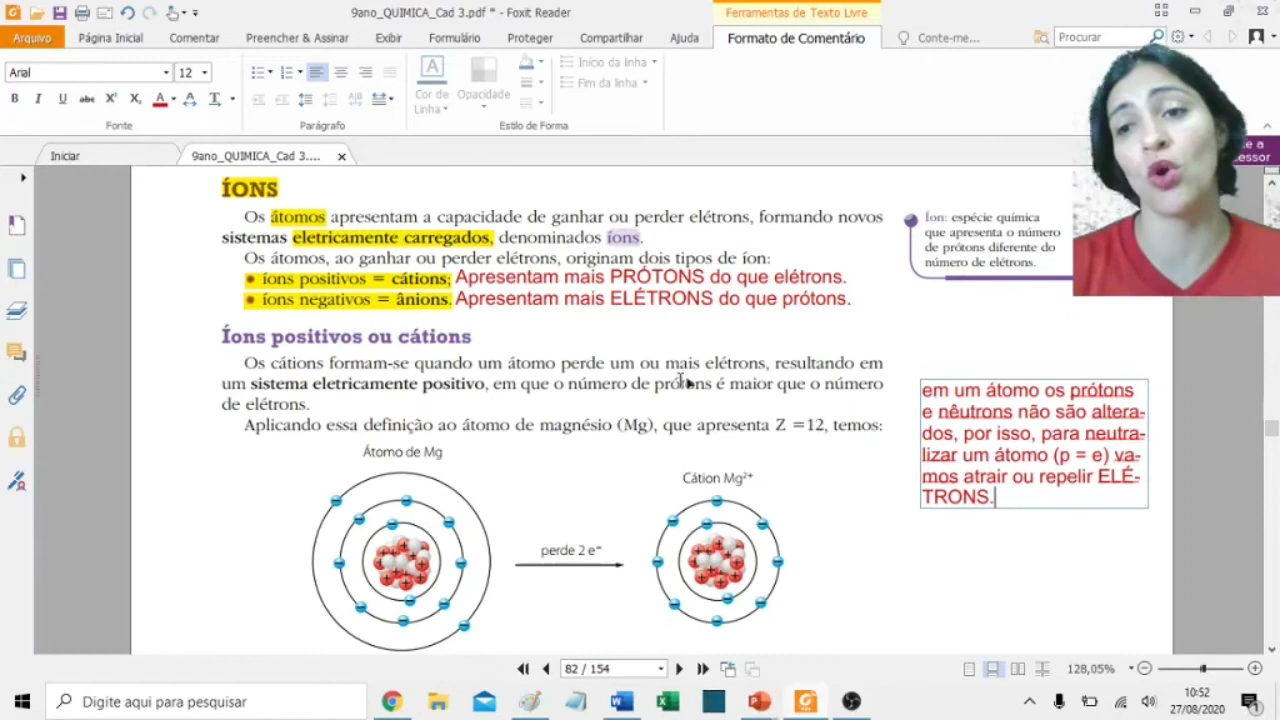 9ano_QUIMICA_Cad 3.pdf * - Foxit Reader
Ferramentas de Texto Livre
Arquivo
Página Inicial
Comentar
Preencher & Assinar
Exibir
Formulário
Proteger
Compartilhar
Ajuda
Formato de Comentário
Conte-me...
Procurar
Arial
12
N I U abc X² X₂ A A T
Fonte
Parágrafo
Cor de
Linha
Opacidade
Início da linha
Fim da linha
Estilo de Forma
Iniciar
9ano_QUIMICA_Cad 3....
essor
ÍONS
Os átomos apresentam a capacidade de ganhar ou perder elétrons, formando novos
sistemas eletricamente carregados, denominados íons.
Os átomos, ao ganhar ou perder elétrons, originam dois tipos de íon:
• íons positivos = cátions; Apresentam mais PRÓTONS do que elétrons.
• íons negativos = ânions. Apresentam mais ELÉTRONS do que prótons.
Íon: espécie química
que apresenta o número
de prótons diferente do
número de elétrons.
Íons positivos ou cátions
Os cátions formam-se quando um átomo perde um ou mais elétrons, resultando em
um sistema eletricamente positivo, em que o número de prótons é maior que o número
de elétrons.
Aplicando essa definição ao átomo de magnésio (Mg), que apresenta Z =12, temos:
em um átomo os prótons
e nêutrons não são altera-
dos, por isso, para neutra-
lizar um átomo (p = e) va-
mos atrair ou repelir ELÉ-
TRONS.
Átomo de Mg
Cátion Mg²⁺
perde 2 e⁻
82 / 154
128,05%
Digite aqui para pesquisar
10:52
27/08/2020